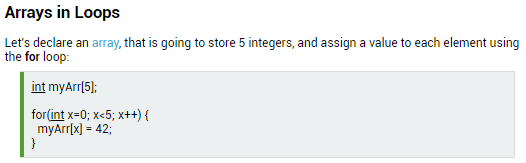 Arrays in Loops
Let's declare an array, that is going to store 5 integers, and assign a value to each element using
the for loop:
int myArr[5];
for(int x=0; x<5; x++) {
myArr[x] = 42;
}